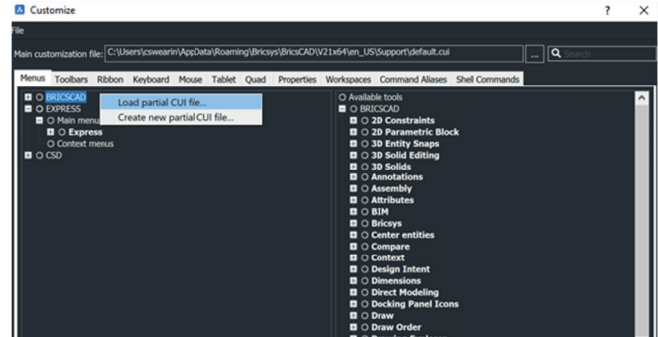 Customize
File
Main customization file: C:\Users\cswearin\AppData\Roaming\Bricsys\BricsCAD\V21x64\en_US\Support\default.cui ... Search
Menus Toolbars Ribbon Keyboard Mouse Tablet Quad Properties Workspaces Command Aliases Shell Commands
BRICSCAD
EXPRESS
Main menu
Express
Context menus
CSD
Load partial CUI file...
Create new partial CUI file...
Available tools
BRICSCAD
2D Constraints
2D Parametric Block
3D Entity Snaps
3D Solid Editing
3D Solids
Annotations
Assembly
Attributes
BIM
Bricsys
Center entities
Compare
Context
Design Intent
Dimensions
Direct Modeling
Docking Panel Icons
Draw
Draw Order